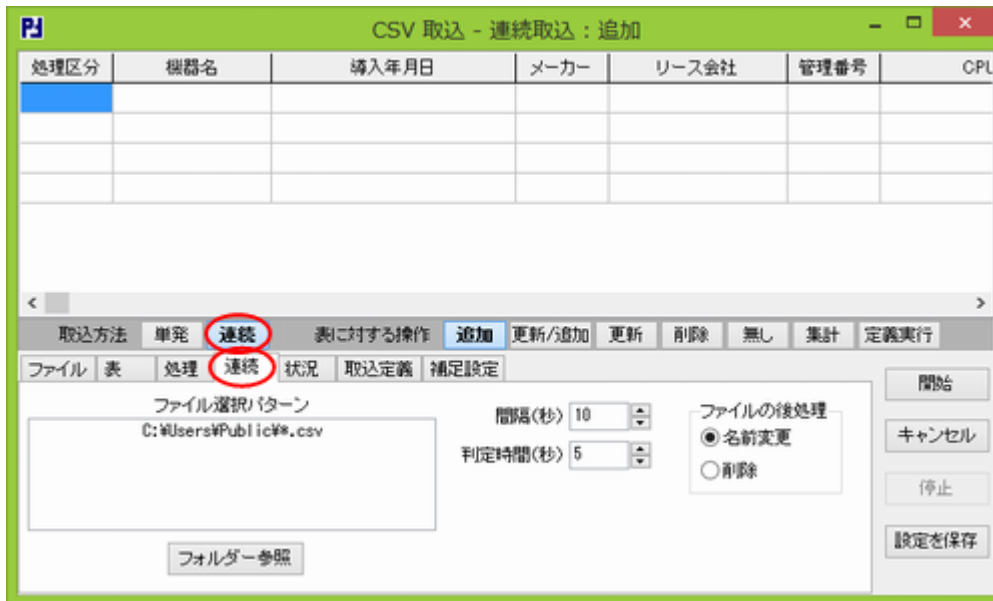 CSV 取込 - 連続取込 : 追加
処理区分 機器名 導入年月日 メーカー リース会社 管理番号 CPU
取込方法 単発 連続 表に対する操作 追加 更新/追加 更新 削除 無し 集計 定義実行
ファイル 表 処理 連続 状況 取込定義 補足設定
ファイル選択パターン
C:¥Users¥Public¥*.csv
フォルダー参照
間隔(秒) 10
判定時間(秒) 5
ファイルの後処理
名前変更
削除
開始
キャンセル
停止
設定を保存